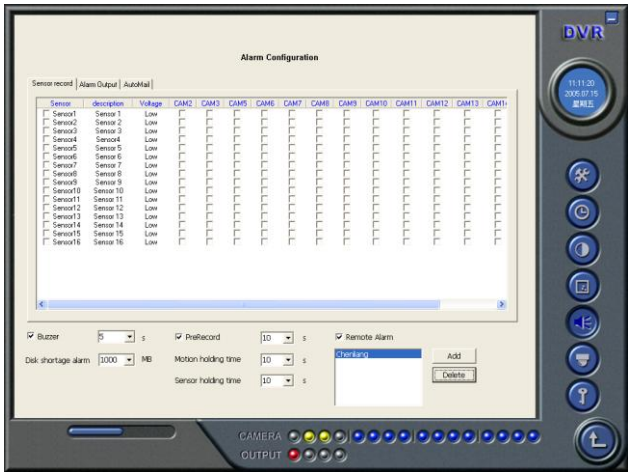 DVR
Alarm Configuration
11:11:20
2005.07.15
星期五
Sensor record Alarm Output AutoMail
Sensor description Voltage CAM2 CAM3 CAM5 CAM6 CAM7 CAM8 CAM9 CAM10 CAM11 CAM12 CAM13 CAM1
Sensor1 Sensor 1 Low
Sensor2 Sensor 2 Low
Sensor3 Sensor 3 Low
Sensor4 Sensor4 Low
Sensor5 Sensor 5 Low
Sensor6 Sensor 6 Low
Sensor7 Sensor 7 Low
Sensor8 Sensor 8 Low
Sensor9 Sensor 9 Low
Sensor10 Sensor 10 Low
Sensor11 Sensor 11 Low
Sensor12 Sensor 12 Low
Sensor13 Sensor 13 Low
Sensor14 Sensor 14 Low
Sensor15 Sensor 15 Low
Sensor16 Sensor 16 Low
Buzzer 5 s PreRecord 10 s Remote Alarm
Disk shortage alarm 1000 MB Motion holding time 10 s Chenliang Add
Sensor holding time 10 s Delete
CAMERA
OUTPUT